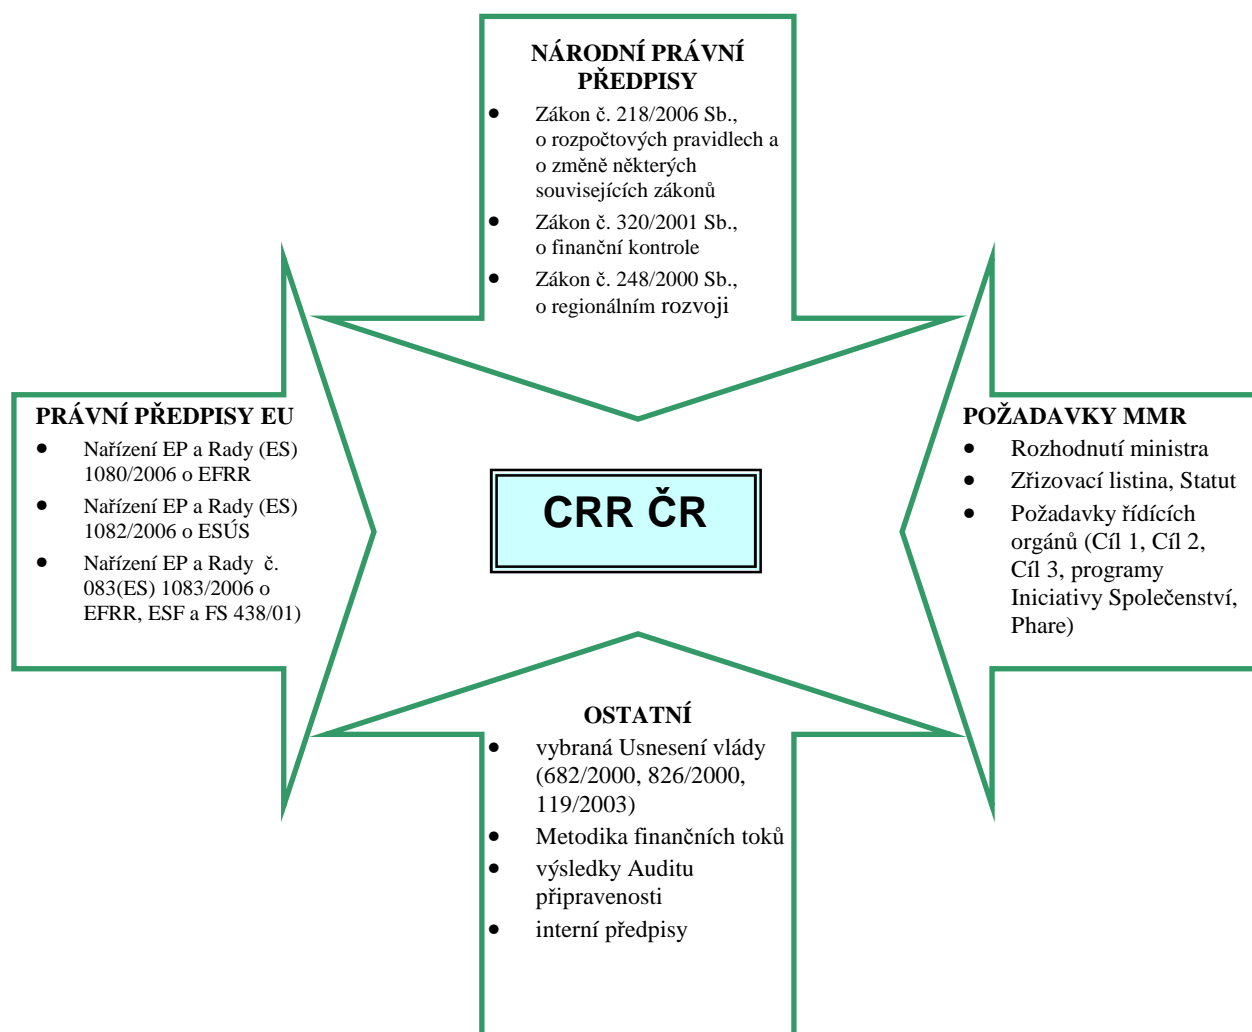 NÁRODNÍ PRÁVNÍ
PŘEDPISY
• Zákon č. 218/2006 Sb.,
o rozpočtových pravidlech a
o změně některých
souvisejících zákonů
• Zákon č. 320/2001 Sb.,
o finanční kontrole
• Zákon č. 248/2000 Sb.,
o regionálním rozvoji
PRÁVNÍ PŘEDPISY EU
• Nařízení EP a Rady (ES)
1080/2006 o EFRR
• Nařízení EP a Rady (ES)
1082/2006 o ESÚS
• Nařízení EP a Rady č.
083(ES) 1083/2006 o
EFRR, ESF a FS 438/01)
CRR ČR
POŽADAVKY MMR
• Rozhodnutí ministra
• Zřizovací listina, Statut
• Požadavky řídících
orgánů (Cíl 1, Cíl 2,
Cíl 3, programy
Iniciativy Společenství,
Phare)
OSTATNÍ
• vybraná Usnesení vlády
(682/2000, 826/2000,
119/2003)
• Metodika finančních toků
• výsledky Auditu
připravenosti
• interní předpisy